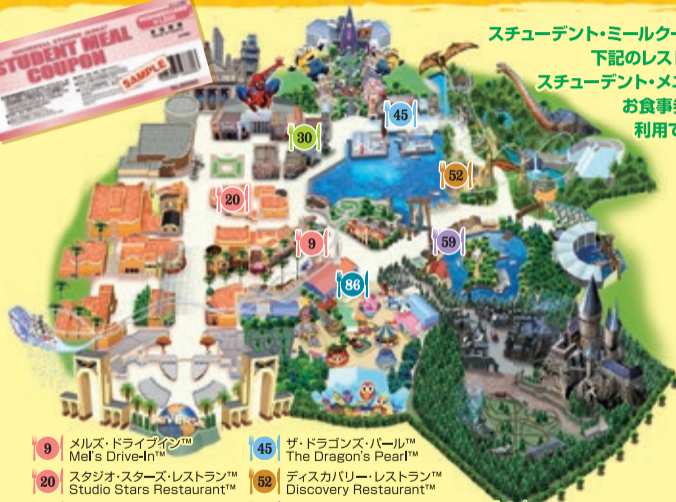 STUDENT MEAL
COUPON
SAMPLE
スチューデント・ミールクー
下記のレスト
スチューデント・メニ
お食事券
利用で
45
30
52
20
9
59
86
9 メルズ・ドライブイン™
Mel's Drive-In™
20 スタジオ・スターズ・レストラン™
Studio Stars Restaurant™
45 ザ・ドラゴンズ・パール™
The Dragon's Pearl™
52 ディスカバリー・レストラン™
Discovery Restaurant™